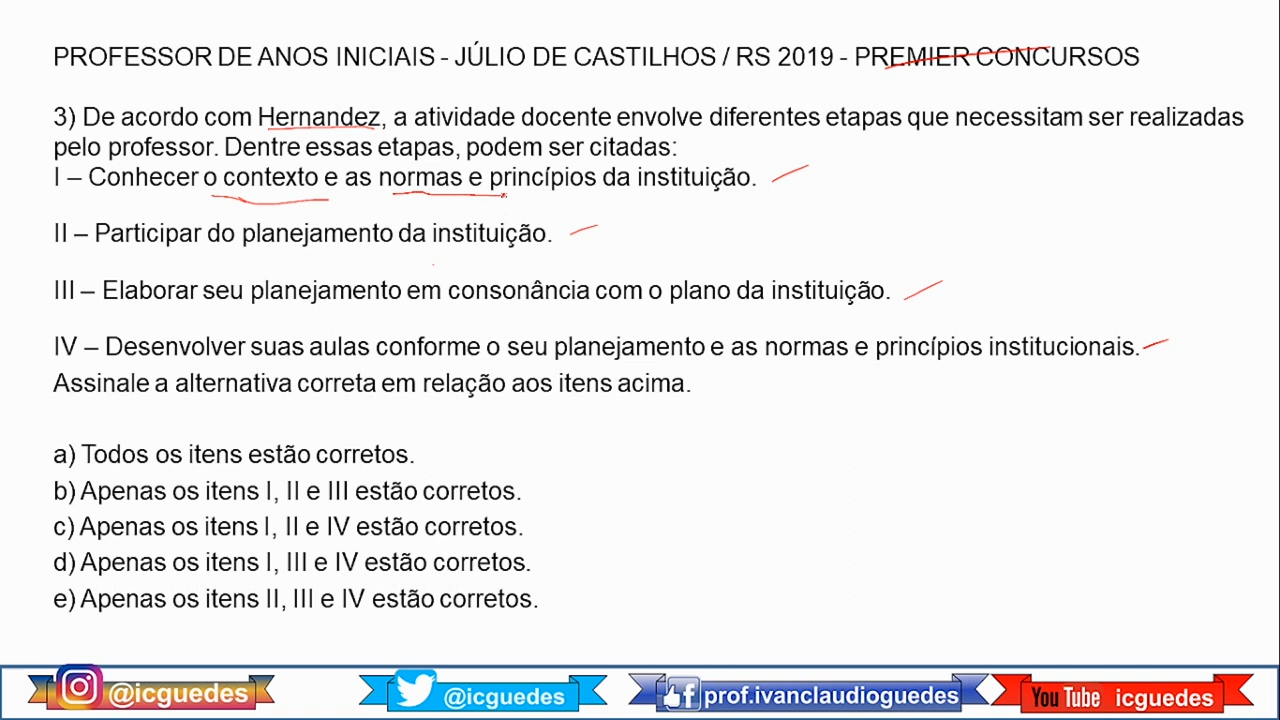 PROFESSOR DE ANOS INICIAIS - JÚLIO DE CASTILHOS / RS 2019 - PREMIER CONCURSOS
3) De acordo com Hernandez, a atividade docente envolve diferentes etapas que necessitam ser realizadas
pelo professor. Dentre essas etapas, podem ser citadas:
I – Conhecer o contexto e as normas e princípios da instituição.
II – Participar do planejamento da instituição.
III – Elaborar seu planejamento em consonância com o plano da instituição.
IV – Desenvolver suas aulas conforme o seu planejamento e as normas e princípios institucionais.
Assinale a alternativa correta em relação aos itens acima.
a) Todos os itens estão corretos.
b) Apenas os itens I, II e III estão corretos.
c) Apenas os itens I, II e IV estão corretos.
d) Apenas os itens I, III e IV estão corretos.
e) Apenas os itens II, III e IV estão corretos.
@icguedes @icguedes prof.ivanclaudioguedes You Tube icguedes